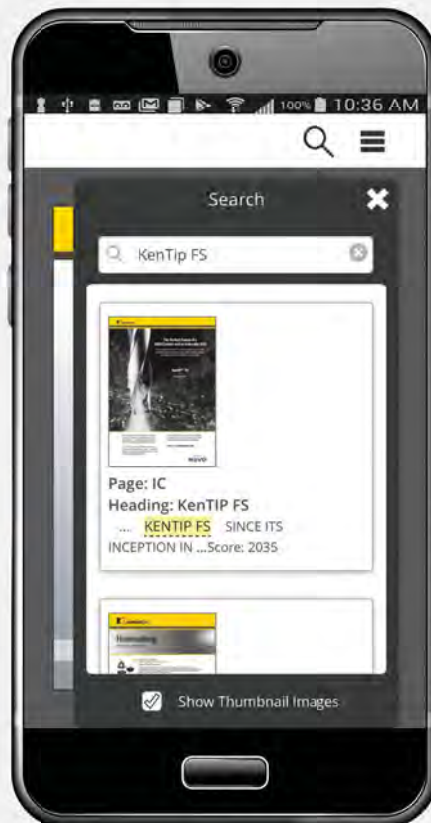 100% 10:36 AM
Search
KenTip FS
Page: IC
Heading: KenTIP FS
... KENTIP FS SINCE ITS
INCEPTION IN ...Score: 2035
Show Thumbnail Images